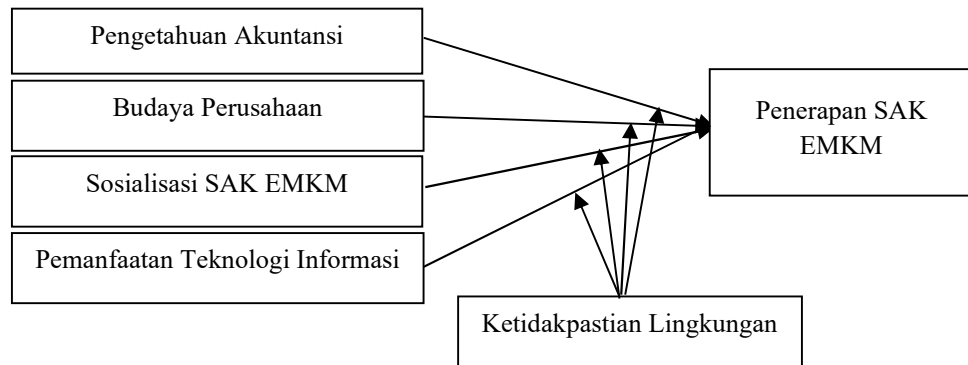 Pengetahuan Akuntansi
Budaya Perusahaan
Sosialisasi SAK EMKM
Pemanfaatan Teknologi Informasi
Penerapan SAK
EMKM
Ketidakpastian Lingkungan